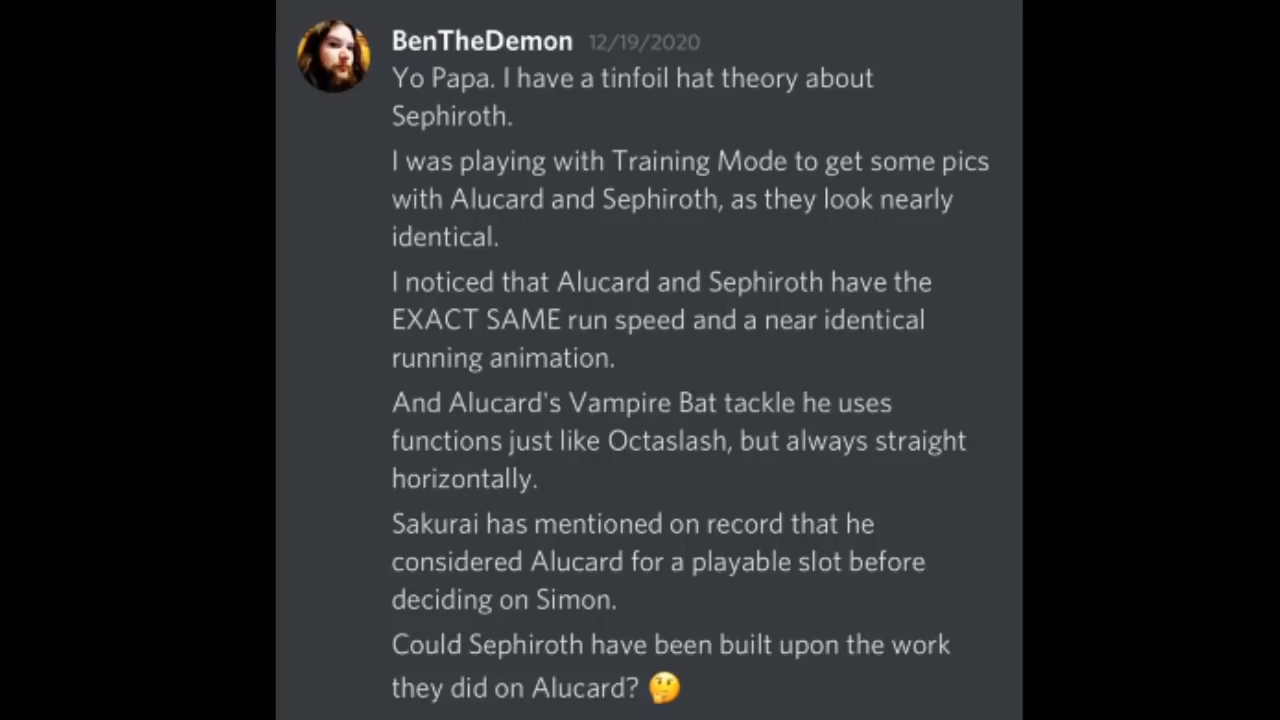 BenTheDemon 12/19/2020
Yo Papa. I have a tinfoil hat theory about
Sephiroth.
I was playing with Training Mode to get some pics
with Alucard and Sephiroth, as they look nearly
identical.
I noticed that Alucard and Sephiroth have the
EXACT SAME run speed and a near identical
running animation.
And Alucard's Vampire Bat tackle he uses
functions just like Octaslash, but always straight
horizontally.
Sakurai has mentioned on record that he
considered Alucard for a playable slot before
deciding on Simon.
Could Sephiroth have been built upon the work
they did on Alucard? 🤔